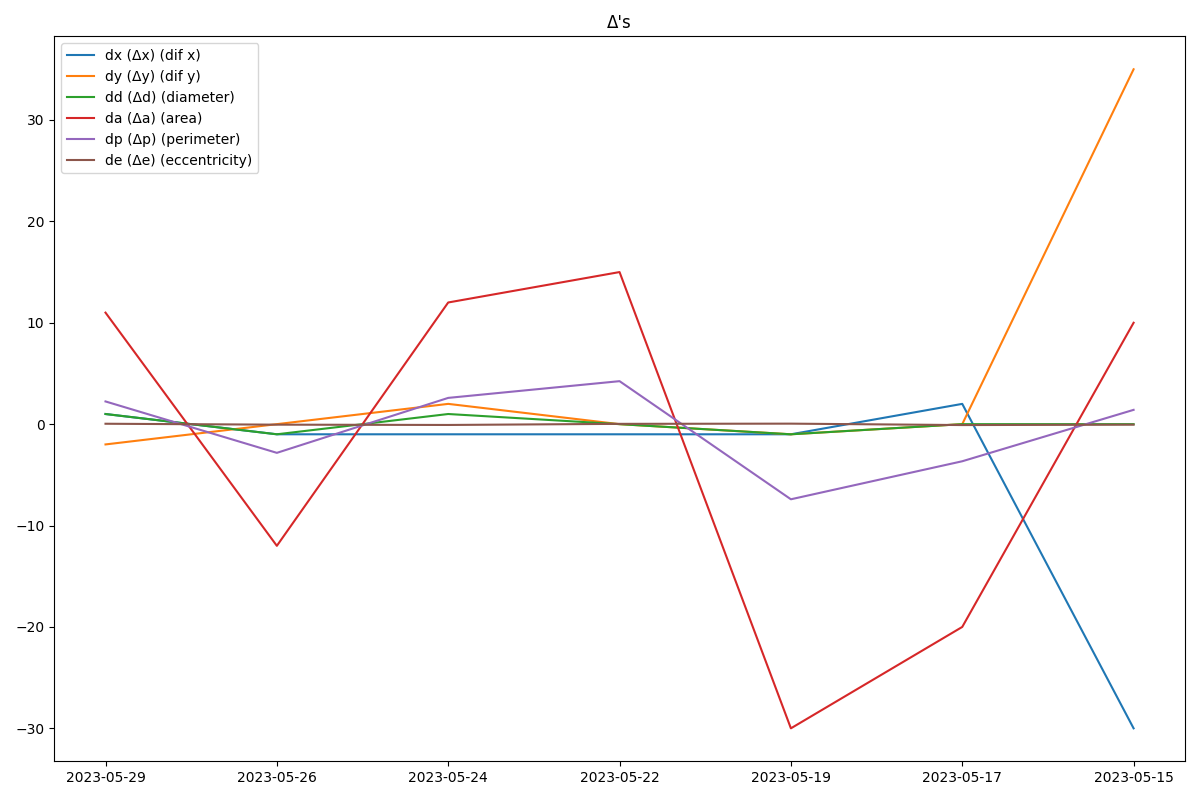 Δ's
dx (Δx) (dif x)
dy (Δy) (dif y)
dd (Δd) (diameter)
da (Δa) (area)
dp (Δp) (perimeter)
de (Δe) (eccentricity)
30
20
10
0
−10
−20
−30
2023-05-29 2023-05-26 2023-05-24 2023-05-22 2023-05-19 2023-05-17 2023-05-15